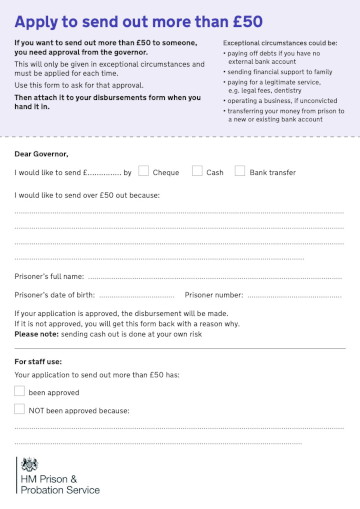 Apply to send out more than £50
If you want to send out more than £50 to someone,
you need approval from the governor.
This will only be given in exceptional circumstances and
must be applied for each time.
Use this form to ask for that approval.
Then attach it to your disbursements form when you
hand it in.
Exceptional circumstances could be:
• paying off debts if you have no
external bank account
• sending financial support to family
• paying for a legitimate service,
e.g. legal fees, dentistry
• operating a business, if unconvicted
• transferring your money from prison to
a new or existing bank account
Dear Governor,
I would like to send £............... by Cheque Cash Bank transfer
I would like to send over £50 out because:
Prisoner's full name:
Prisoner's date of birth: Prisoner number:
If your application is approved, the disbursement will be made.
If it is not approved, you will get this form back with a reason why.
Please note: sending cash out is done at your own risk
For staff use:
Your application to send out more than £50 has:
been approved
NOT been approved because:
HM Prison &
Probation Service